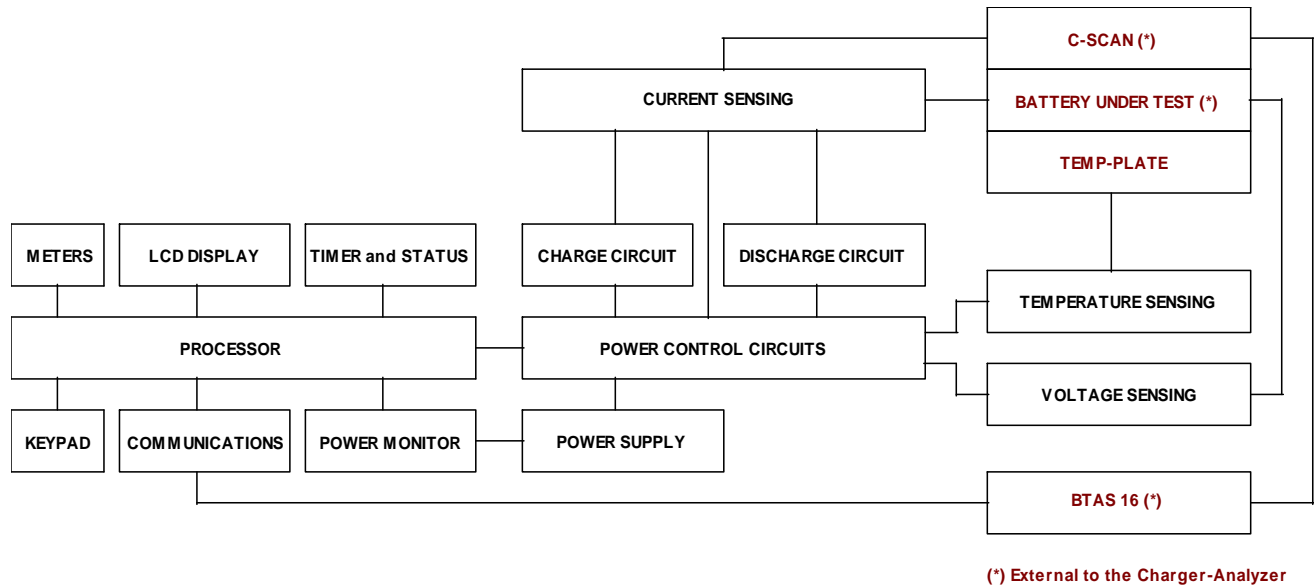 C-SCAN (*)
CURRENT SENSING
BATTERY UNDER TEST (*)
TEMP-PLATE
METERS
LCD DISPLAY
TIMER and STATUS
CHARGE CIRCUIT
DISCHARGE CIRCUIT
TEMPERATURE SENSING
PROCESSOR
POWER CONTROL CIRCUITS
VOLTAGE SENSING
KEYPAD
COMMUNICATIONS
POWER MONITOR
POWER SUPPLY
BTAS 16 (*)
(*) External to the Charger-Analyzer